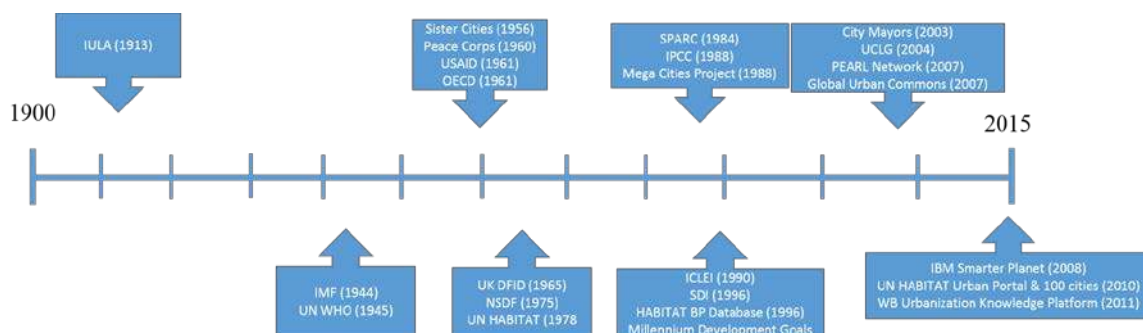 IULA (1913)
Sister Cities (1956)
Peace Corps (1960)
USAID (1961)
OECD (1961)
SPARC (1984)
IPCC (1988)
Mega Cities Project (1988)
City Mayors (2003)
UCLG (2004)
PEARL Network (2007)
Global Urban Commons (2007)
1900
2015
IMF (1944)
UN WHO (1945)
UK DFID (1965)
NSDF (1975)
UN HABITAT (1978
ICLEI (1990)
SDI (1996)
HABITAT BP Database (1996)
Millennium Development Goals
IBM Smarter Planet (2008)
UN HABITAT Urban Portal & 100 cities (2010)
WB Urbanization Knowledge Platform (2011)